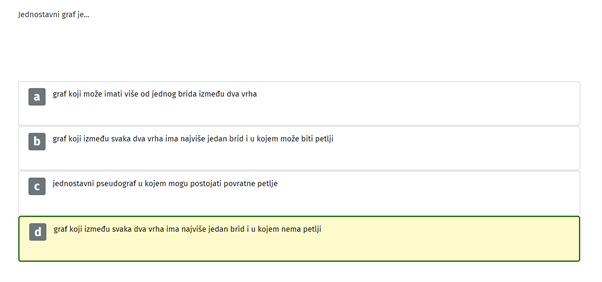 Jednostavni graf je...
a graf koji može imati više od jednog brida između dva vrha
b graf koji između svaka dva vrha ima najviše jedan brid i u kojem može biti petlji
c jednostavni pseudograf u kojem mogu postojati povratne petlje
d graf koji između svaka dva vrha ima najviše jedan brid i u kojem nema petlji